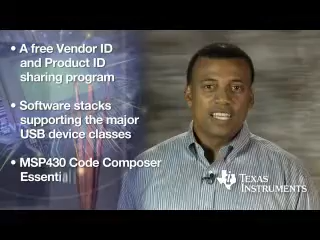 • A free Vendor ID
and Product ID
sharing program
• Software stacks
supporting the major
USB device classes
• MSP430 Code Composer
Essential
TEXAS
INSTRUMENTS